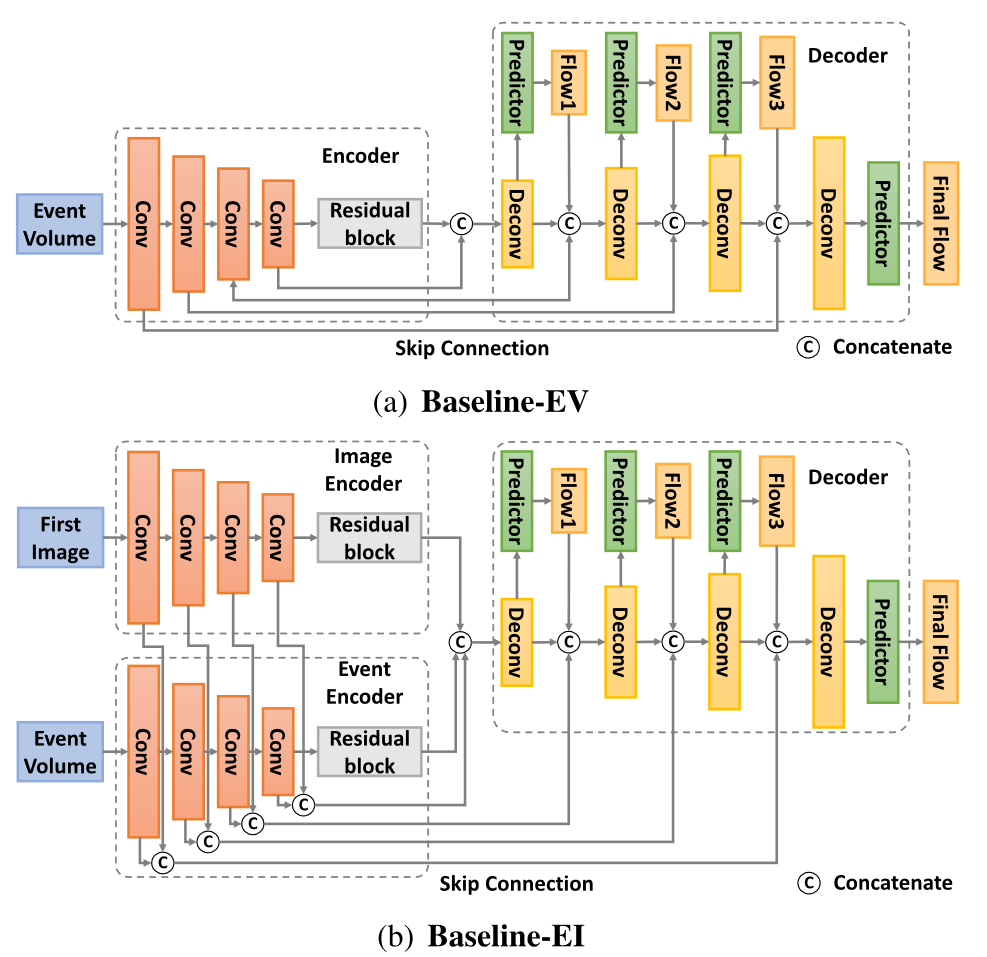 Predictor
Flow1
Predictor
Flow2
Predictor
Flow3
Decoder
Encoder
Event
Volume
Conv
Conv
Conv
Conv
Residual
block
C
Deconv
C
Deconv
C
Deconv
C
Deconv
Predictor
Final Flow
Skip Connection
C Concatenate
(a) Baseline-EV
Image
Encoder
First
Image
Conv
Conv
Conv
Conv
Residual
block
Predictor
Flow1
Predictor
Flow2
Predictor
Flow3
Decoder
Event
Encoder
Event
Volume
Conv
Conv
Conv
Conv
Residual
block
C
C
C
C
C
Deconv
C
Deconv
C
Deconv
C
Deconv
Predictor
Final Flow
Skip Connection
C Concatenate
(b) Baseline-EI